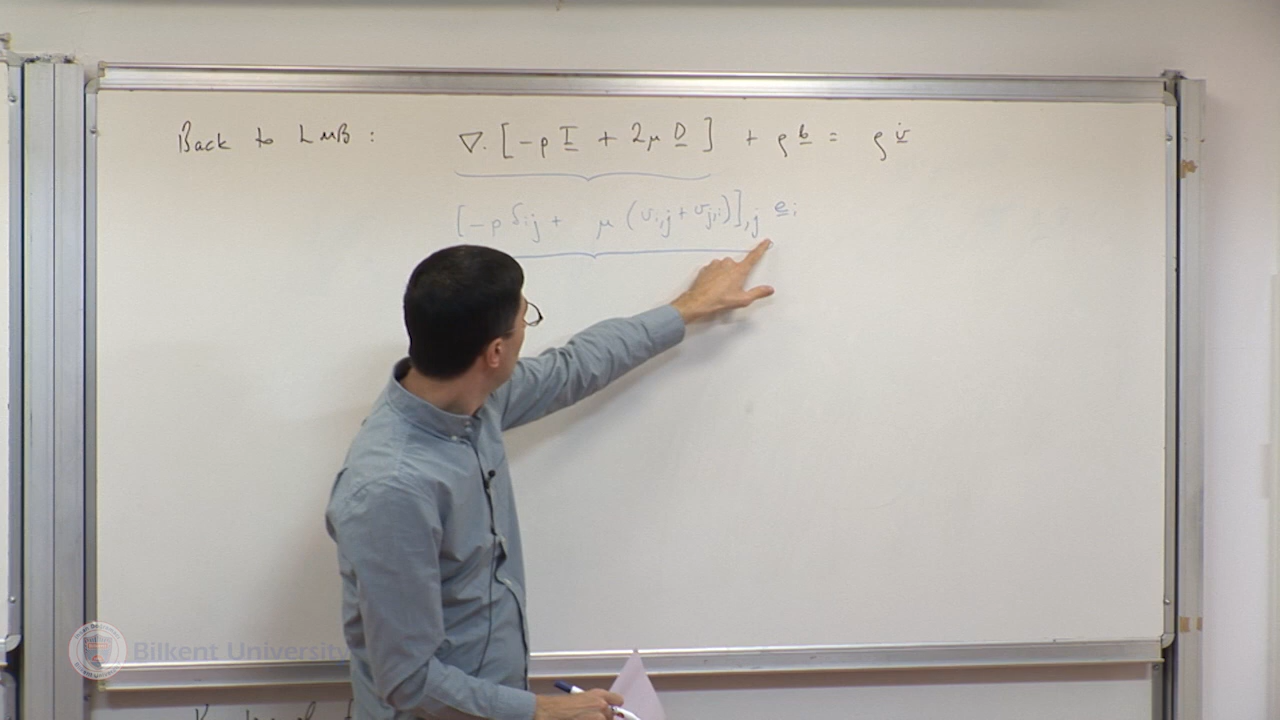 Back to LMB : ∇·[-p I + 2μ D] + ρ b = ρ v̇
[-p δij + μ (vi,j + vj,i)],j ei
Bilkent University